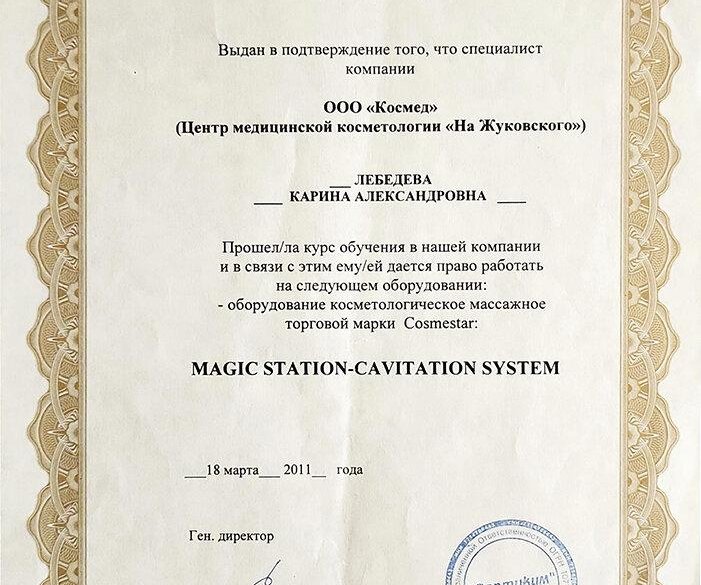 Выдан в подтверждение того, что специалист
компании
ООО «Космед»
(Центр медицинской косметологии «На Жуковского»)
___ ЛЕБЕДЕВА
____ КАРИНА АЛЕКСАНДРОВНА ____
Прошел/ла курс обучения в нашей компании
и в связи с этим ему/ей дается право работать
на следующем оборудовании:
- оборудование косметологическое массажное
торговой марки Cosmestar:
MAGIC STATION-CAVITATION SYSTEM
___18 марта___ 2011__ года
Ген. директор
Ответственностью ОГРН